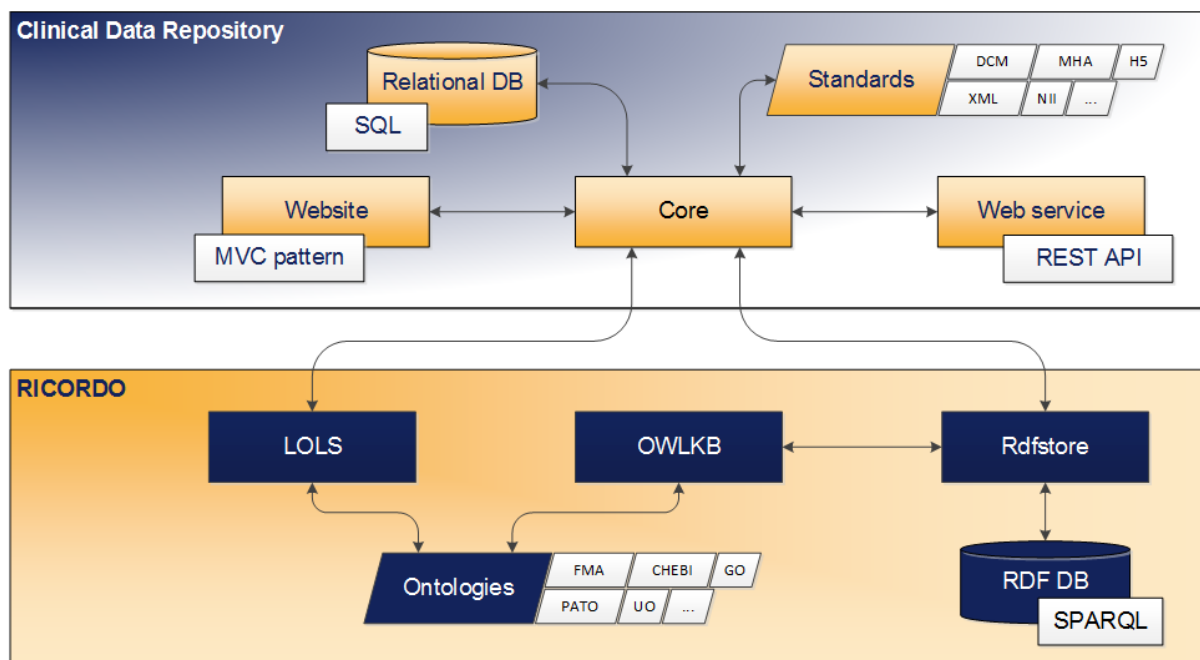 Clinical Data Repository
Relational DB
SQL
Standards
DCM
MHA
H5
XML
NII
...
Website
MVC pattern
Core
Web service
REST API
RICORDO
LOLS
OWLKB
Rdfstore
Ontologies
FMA
CHEBI
GO
PATO
UO
...
RDF DB
SPARQL